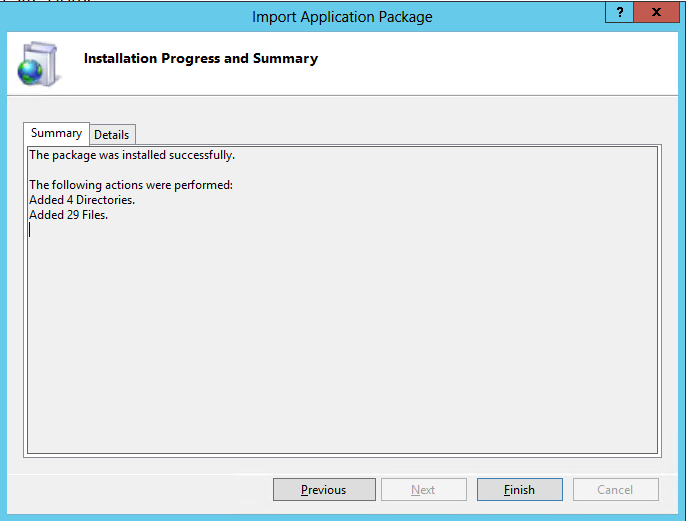 Import Application Package
?
x
Installation Progress and Summary
Summary
Details
The package was installed successfully.
The following actions were performed:
Added 4 Directories.
Added 29 Files.
Previous
Next
Finish
Cancel